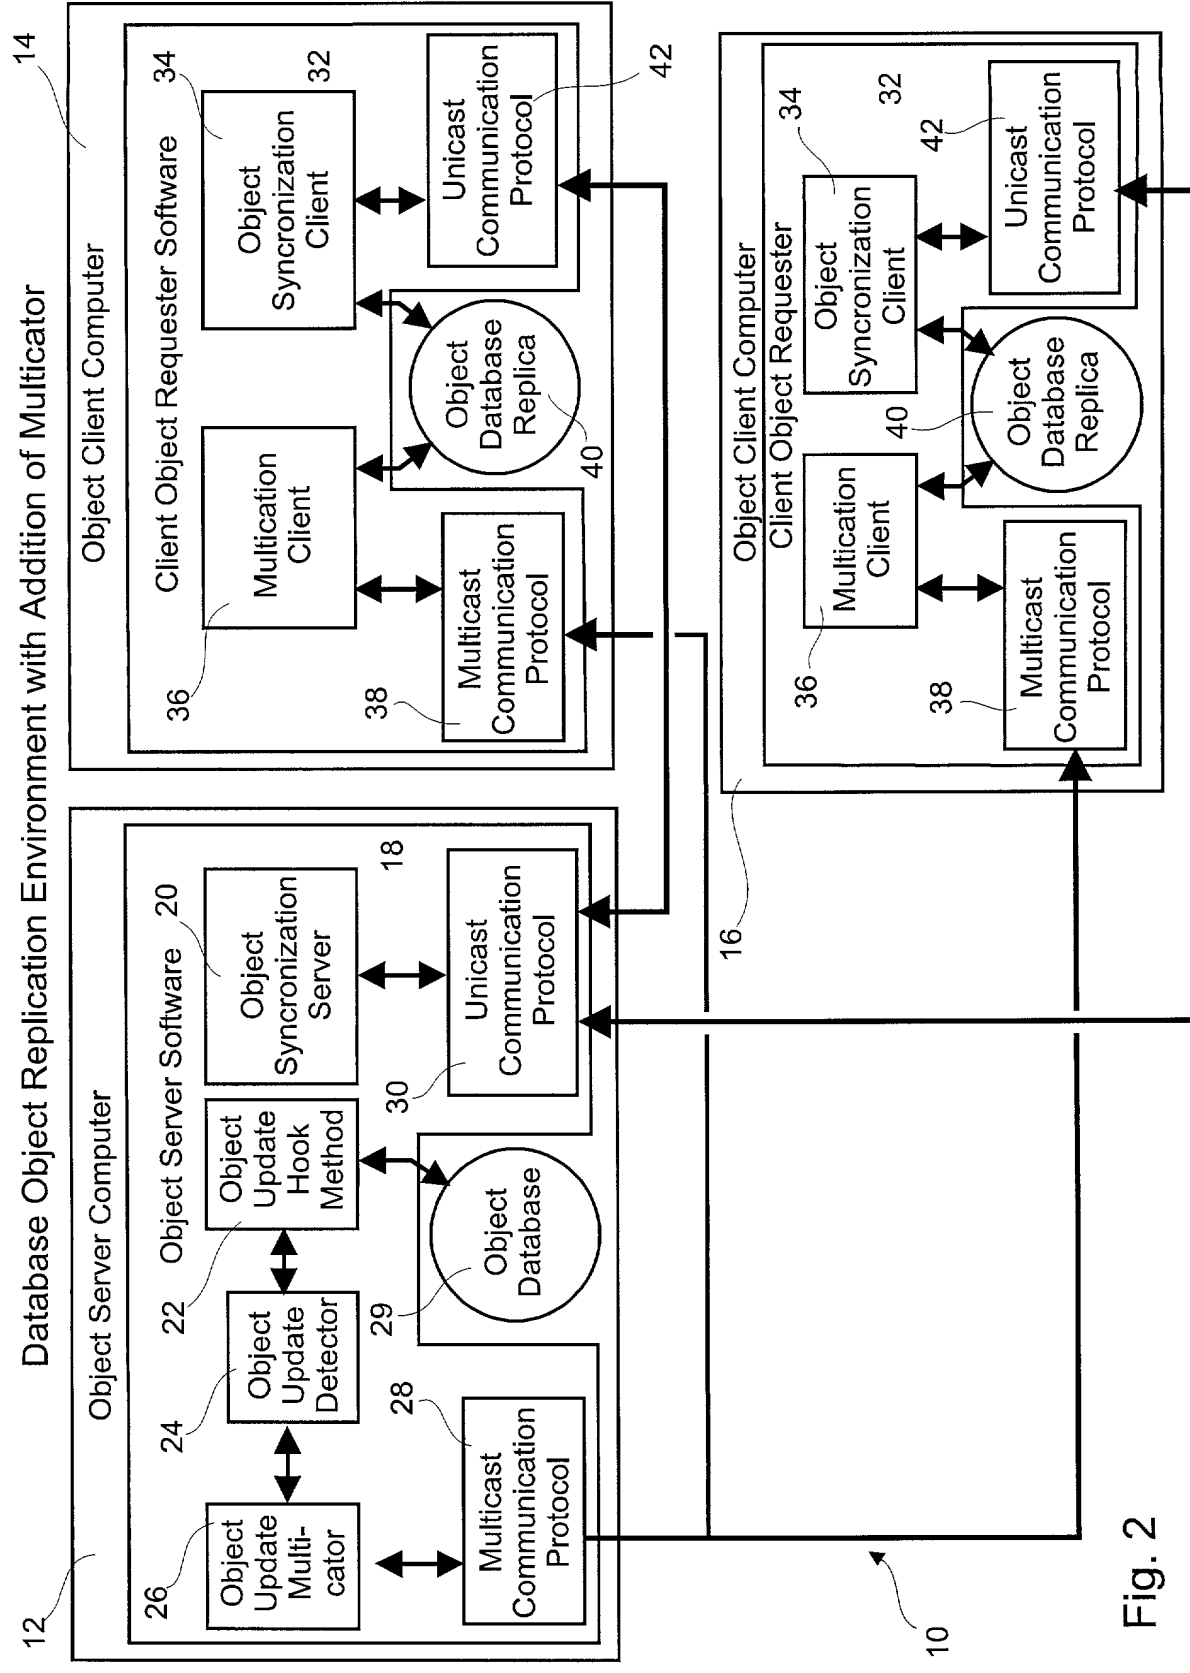 Database Object Replication Environment with Addition of Multicator
12
Object Server Computer
Object Server Software
26
Object
Update
Multi-
cator
24
Object
Update
Detector
22
Object
Update
Hook
Method
20
Object
Syncronization
Server
18
28
Multicast
Communication
Protocol
29
Object
Database
30
Unicast
Communication
Protocol
14
Object Client Computer
Client Object Requester Software
36
Multication
Client
34
Object
Syncronization
Client
32
38
Multicast
Communication
Protocol
40
Object
Database
Replica
42
Unicast
Communication
Protocol
16
Object Client Computer
Client Object Requester
36
Multication
Client
34
Object
Syncronization
Client
32
38
Multicast
Communication
Protocol
40
Object
Database
Replica
42
Unicast
Communication
Protocol
10
Fig. 2